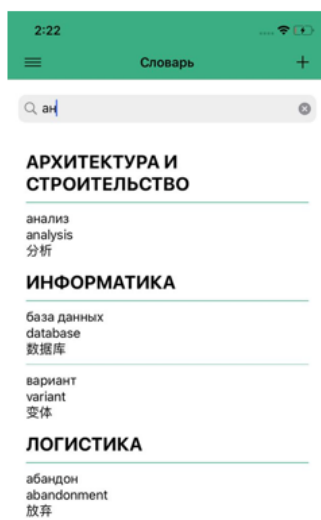 2:22
Словарь
ан
АРХИТЕКТУРА И
СТРОИТЕЛЬСТВО
анализ
analysis
分析
ИНФОРМАТИКА
база данных
database
数据库
вариант
variant
变体
ЛОГИСТИКА
абандон
abandonment
放弃